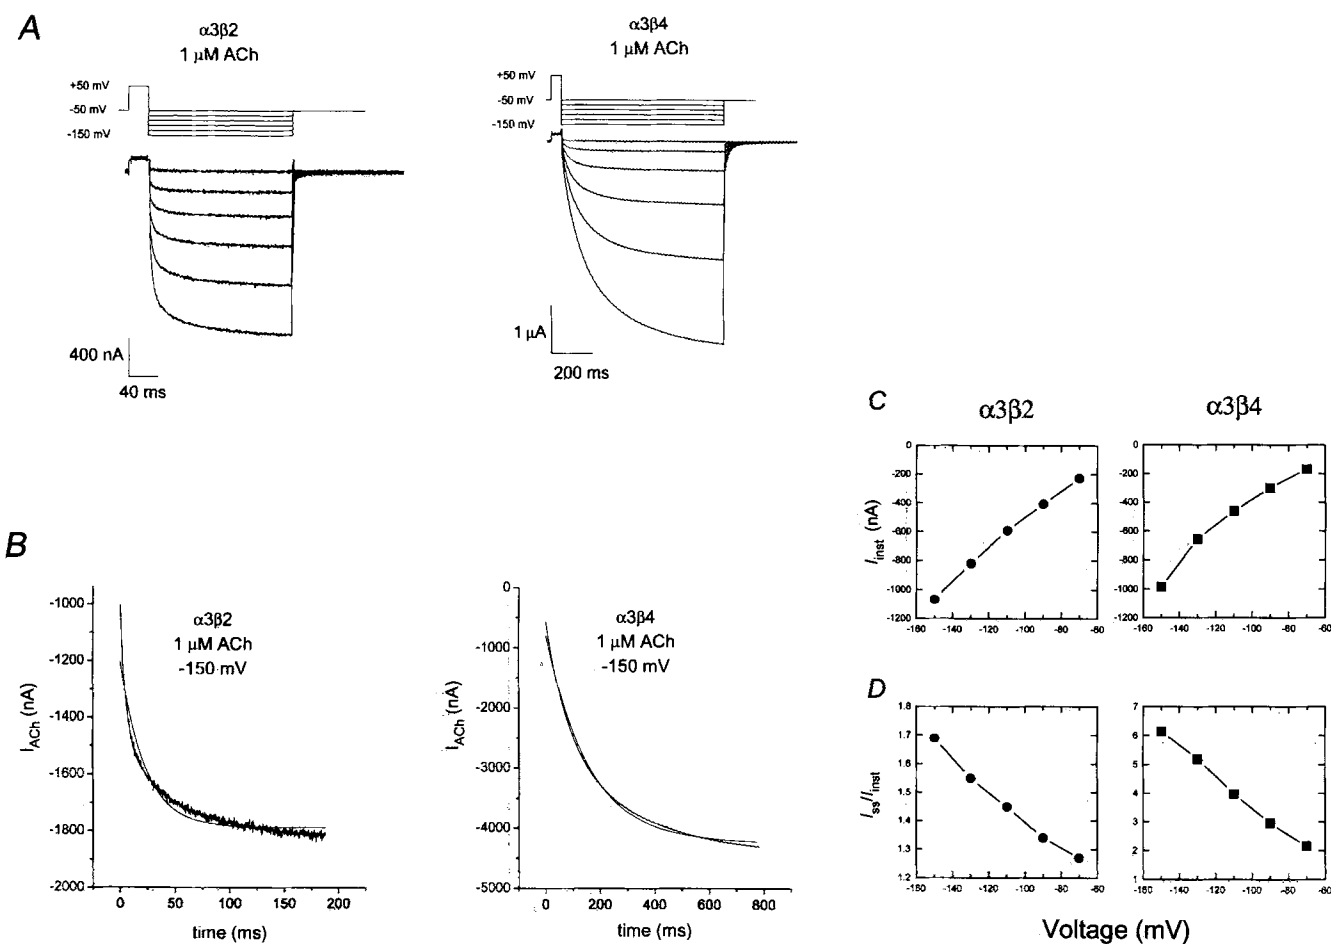 A
α3β2
1 μM ACh
+50 mV
-50 mV
-150 mV
400 nA
40 ms
α3β4
1 μM ACh
+50 mV
-50 mV
-150 mV
1 μA
200 ms
B
α3β2
1 μM ACh
-150 mV
-1000
-1200
-1400
-1600
-1800
-2000
I_ACh (nA)
0 50 100 150 200
time (ms)
α3β4
1 μM ACh
-150 mV
0
-1000
-2000
-3000
-4000
-5000
I_ACh (nA)
0 200 400 600 800
time (ms)
C
α3β2
α3β4
0
-200
-400
-600
-800
-1000
-1200
I_inst (nA)
-160 -140 -120 -100 -80 -60
0
-200
-400
-600
-800
-1000
-1200
-160 -140 -120 -100 -80 -60
D
1.8
1.7
1.6
1.5
1.4
1.3
1.2
I_ss/I_inst
-160 -140 -120 -100 -80 -60
7
6
5
4
3
2
1
-160 -140 -120 -100 -80 -60
Voltage (mV)